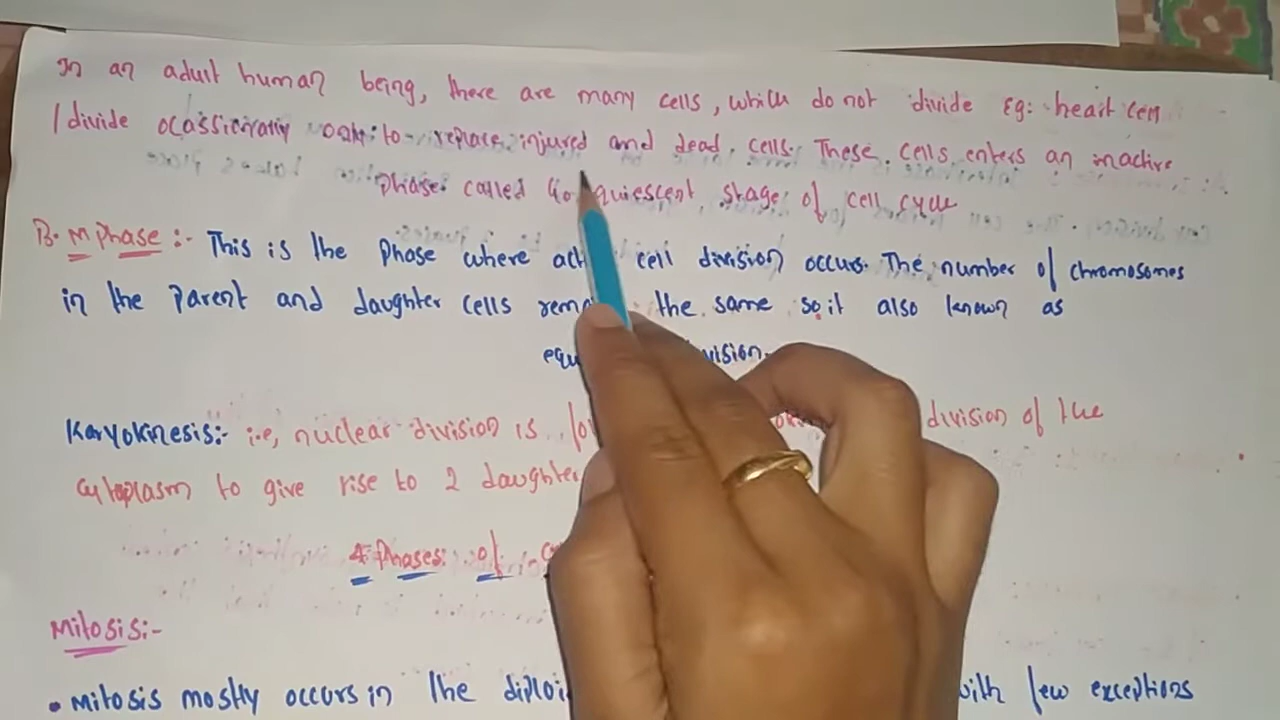 In an adult human being, there are many cells, which do not divide Eg: heart cell
/divide ocassionally to replace injured and dead cells. These cells enters an inactive
phase called Go quiescent stage of cell cycle
B. M phase :- This is the phase where cell division occurs. The number of chromosomes
in the parent and daughter cells the same so it also known as
Karyokinesis:- i.e, nuclear division is division of the
cytoplasm to give rise to 2 daughter
4 Phases of
Mitosis:-
• Mitosis mostly occurs in the with few exceptions